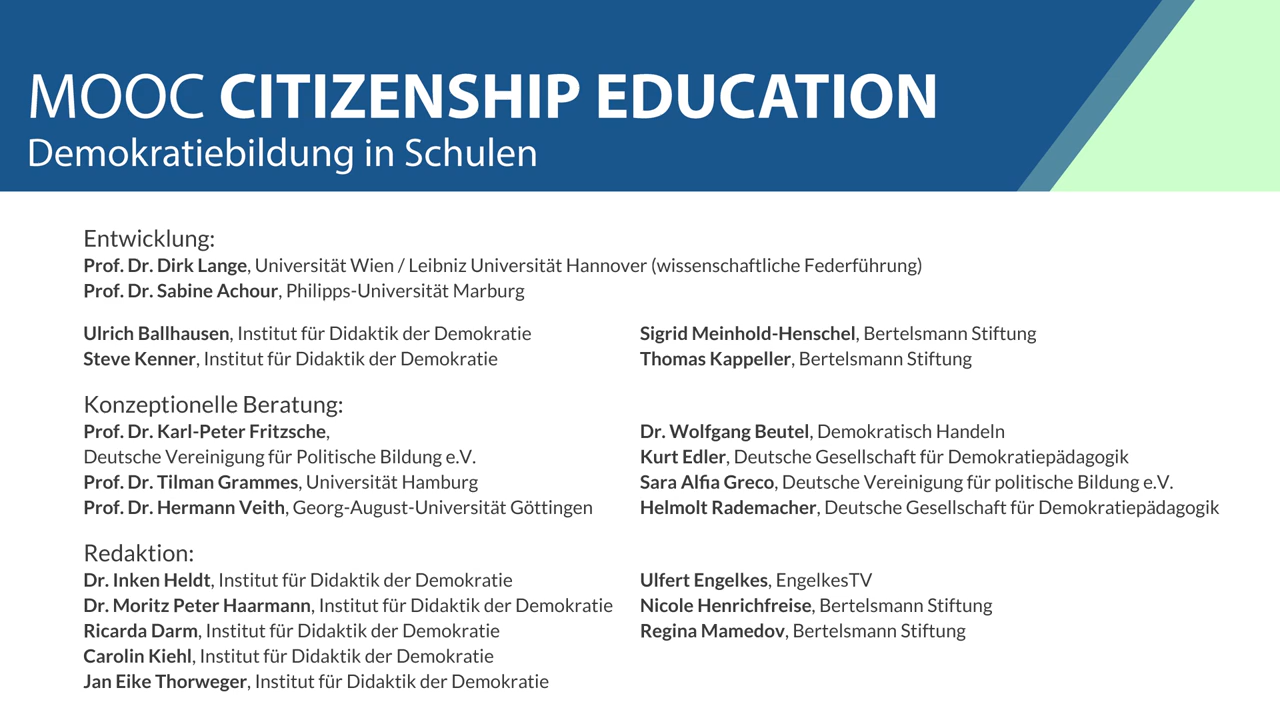 MOOC CITIZENSHIP EDUCATION
Demokratiebildung in Schulen
Entwicklung:
Prof. Dr. Dirk Lange, Universität Wien / Leibniz Universität Hannover (wissenschaftliche Federführung)
Prof. Dr. Sabine Achour, Philipps-Universität Marburg
Ulrich Ballhausen, Institut für Didaktik der Demokratie
Steve Kenner, Institut für Didaktik der Demokratie
Sigrid Meinhold-Henschel, Bertelsmann Stiftung
Thomas Kappeller, Bertelsmann Stiftung
Konzeptionelle Beratung:
Prof. Dr. Karl-Peter Fritzsche,
Deutsche Vereinigung für Politische Bildung e.V.
Prof. Dr. Tilman Grammes, Universität Hamburg
Prof. Dr. Hermann Veith, Georg-August-Universität Göttingen
Dr. Wolfgang Beutel, Demokratisch Handeln
Kurt Edler, Deutsche Gesellschaft für Demokratiepädagogik
Sara Alfia Greco, Deutsche Vereinigung für politische Bildung e.V.
Helmolt Rademacher, Deutsche Gesellschaft für Demokratiepädagogik
Redaktion:
Dr. Inken Heldt, Institut für Didaktik der Demokratie
Dr. Moritz Peter Haarmann, Institut für Didaktik der Demokratie
Ricarda Darm, Institut für Didaktik der Demokratie
Carolin Kiehl, Institut für Didaktik der Demokratie
Jan Eike Thorweger, Institut für Didaktik der Demokratie
Ulfert Engelkes, EngelkesTV
Nicole Henrichfreise, Bertelsmann Stiftung
Regina Mamedov, Bertelsmann Stiftung